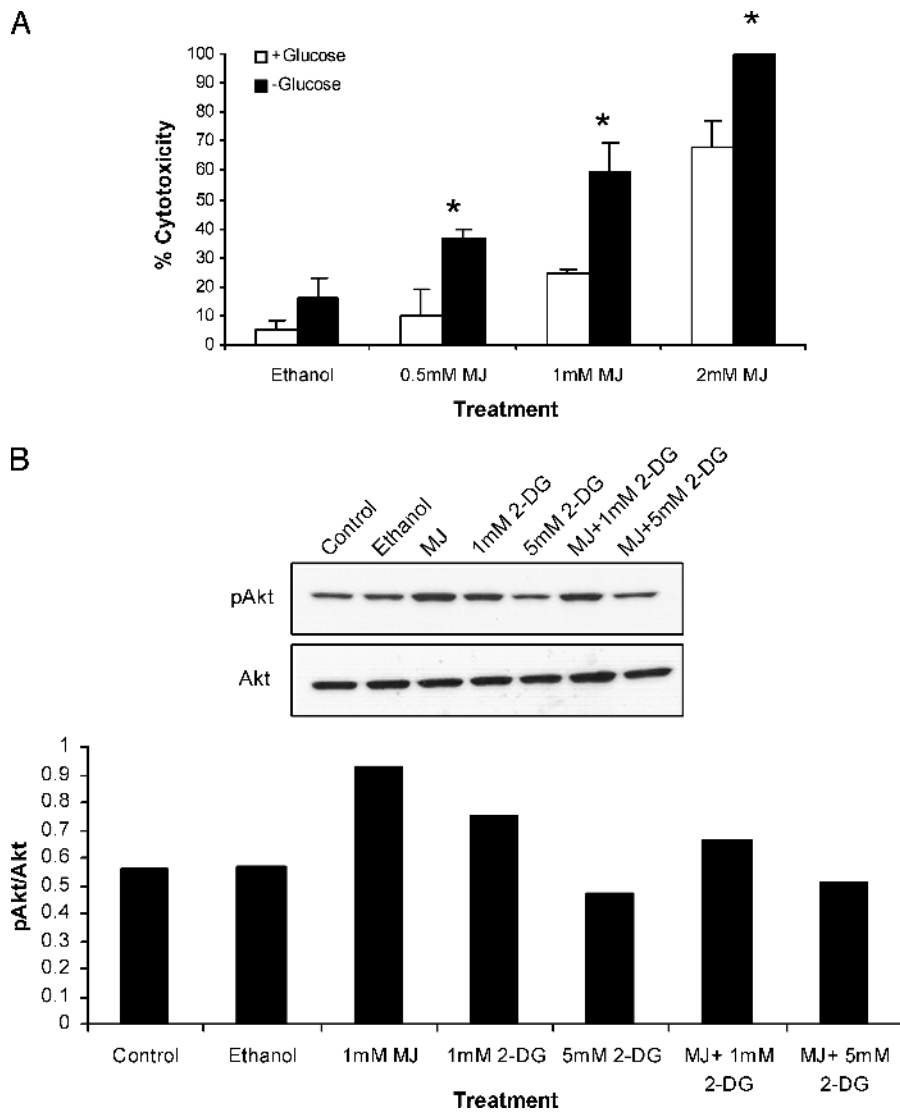 A
+Glucose
-Glucose
% Cytotoxicity
100
90
80
70
60
50
40
30
20
10
0
*
*
*
Ethanol
0.5mM MJ
1mM MJ
2mM MJ
Treatment
B
Control
Ethanol
MJ
1mM 2-DG
5mM 2-DG
MJ+1mM 2-DG
MJ+5mM 2-DG
pAkt
Akt
pAkt/Akt
1
0.9
0.8
0.7
0.6
0.5
0.4
0.3
0.2
0.1
0
Control
Ethanol
1mM MJ
1mM 2-DG
5mM 2-DG
MJ+ 1mM
2-DG
MJ+ 5mM
2-DG
Treatment